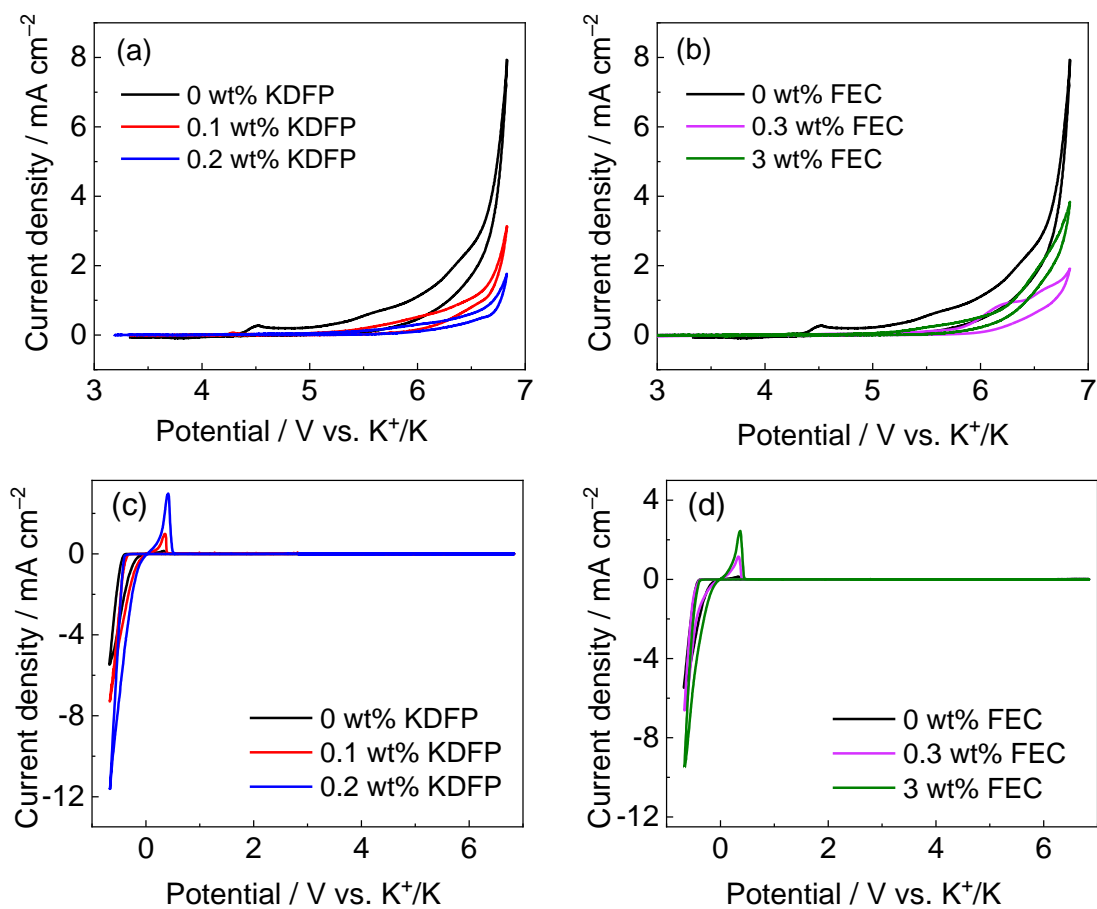 (a)
0 wt% KDFP
0.1 wt% KDFP
0.2 wt% KDFP
8
6
4
2
0
3 4 5 6 7
Current density / mA cm⁻²
Potential / V vs. K⁺/K
(b)
0 wt% FEC
0.3 wt% FEC
3 wt% FEC
8
6
4
2
0
3 4 5 6 7
Current density / mA cm⁻²
Potential / V vs. K⁺/K
(c)
0
-4
-8
-12
0 wt% KDFP
0.1 wt% KDFP
0.2 wt% KDFP
0 2 4 6
Current density / mA cm⁻²
Potential / V vs. K⁺/K
(d)
4
0
-4
-8
-12
0 wt% FEC
0.3 wt% FEC
3 wt% FEC
0 2 4 6
Current density / mA cm⁻²
Potential / V vs. K⁺/K